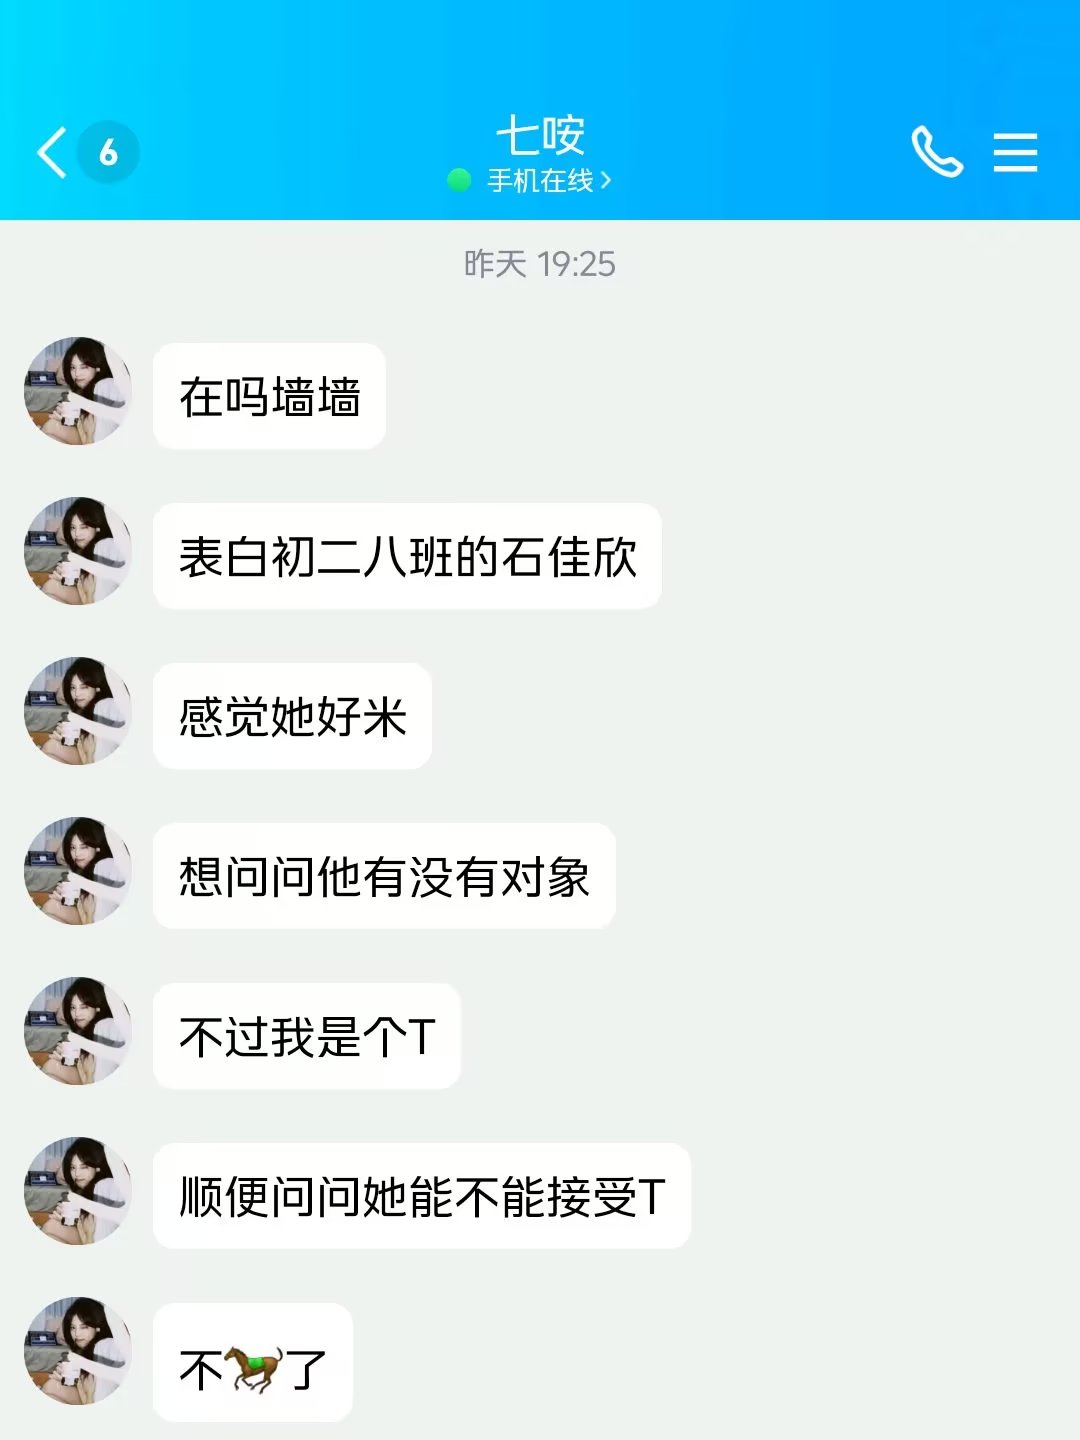 6
七咹
手机在线
昨天 19:25
在吗墙墙
表白初二八班的石佳欣
感觉她好米
想问问他有没有对象
不过我是个T
顺便问问她能不能接受T
不🐎了